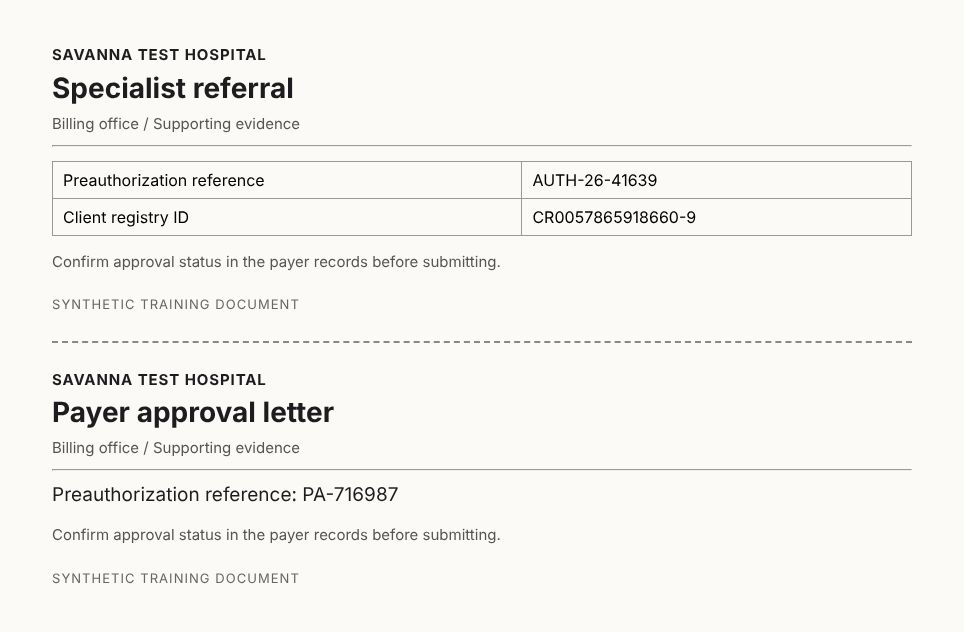 SAVANNA TEST HOSPITAL
Specialist referral
Billing office / Supporting evidence
Preauthorization reference AUTH-26-41639
Client registry ID CR0057865918660-9
Confirm approval status in the payer records before submitting.
SYNTHETIC TRAINING DOCUMENT
SAVANNA TEST HOSPITAL
Payer approval letter
Billing office / Supporting evidence
Preauthorization reference: PA-716987
Confirm approval status in the payer records before submitting.
SYNTHETIC TRAINING DOCUMENT